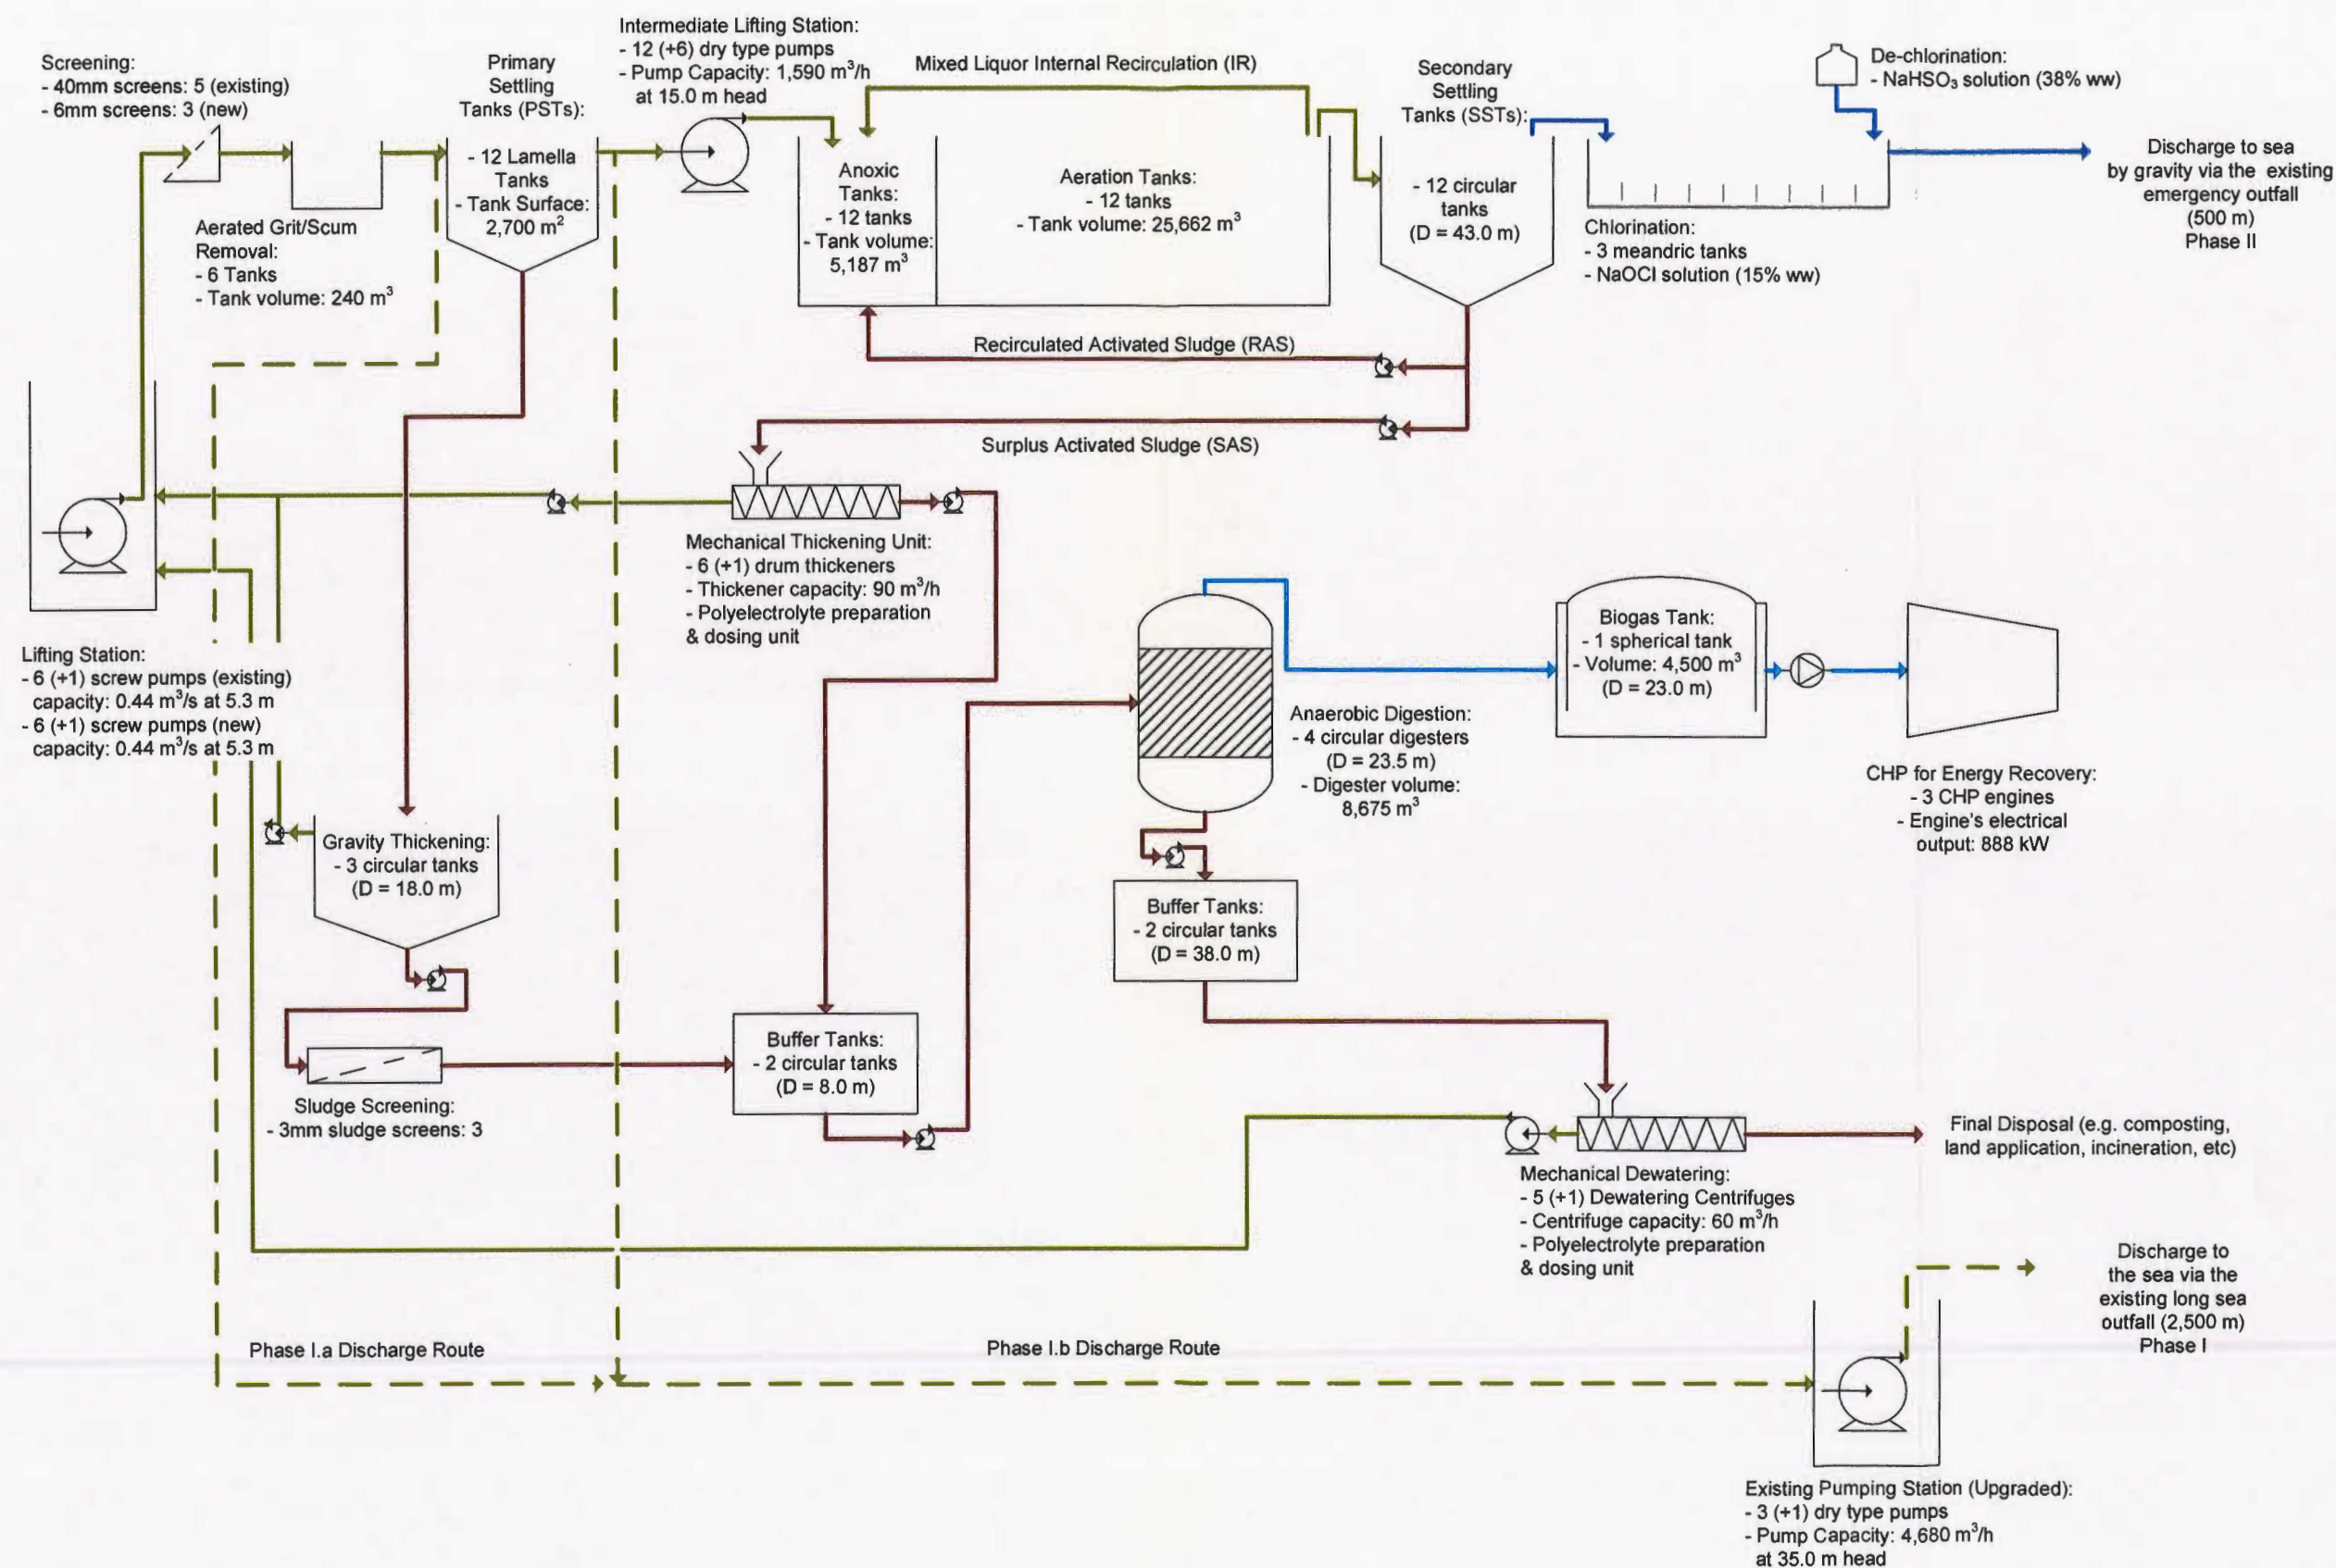 Screening:
- 40mm screens: 5 (existing)
- 6mm screens: 3 (new)
Primary
Settling
Tanks (PSTs):
Intermediate Lifting Station:
- 12 (+6) dry type pumps
- Pump Capacity: 1,590 m³/h
at 15.0 m head
Mixed Liquor Internal Recirculation (IR)
Secondary
Settling
Tanks (SSTs):
De-chlorination:
- NaHSO₃ solution (38% ww)
- 12 Lamella
Tanks
- Tank Surface:
2,700 m²
Anoxic
Tanks:
- 12 tanks
- Tank volume:
5,187 m³
Aeration Tanks:
- 12 tanks
- Tank volume: 25,662 m³
- 12 circular
tanks
(D = 43.0 m)
Discharge to sea
by gravity via the existing
emergency outfall
(500 m)
Phase II
Aerated Grit/Scum
Removal:
- 6 Tanks
- Tank volume: 240 m³
Chlorination:
- 3 meandric tanks
- NaOCl solution (15% ww)
Recirculated Activated Sludge (RAS)
Surplus Activated Sludge (SAS)
Mechanical Thickening Unit:
- 6 (+1) drum thickeners
- Thickener capacity: 90 m³/h
- Polyelectrolyte preparation
& dosing unit
Lifting Station:
- 6 (+1) screw pumps (existing)
capacity: 0.44 m³/s at 5.3 m
- 6 (+1) screw pumps (new)
capacity: 0.44 m³/s at 5.3 m
Biogas Tank:
- 1 spherical tank
- Volume: 4,500 m³
(D = 23.0 m)
Anaerobic Digestion:
- 4 circular digesters
(D = 23.5 m)
- Digester volume:
8,675 m³
CHP for Energy Recovery:
- 3 CHP engines
- Engine's electrical
output: 888 kW
Gravity Thickening:
- 3 circular tanks
(D = 18.0 m)
Buffer Tanks:
- 2 circular tanks
(D = 38.0 m)
Buffer Tanks:
- 2 circular tanks
(D = 8.0 m)
Sludge Screening:
- 3mm sludge screens: 3
Final Disposal (e.g. composting,
land application, incineration, etc)
Mechanical Dewatering:
- 5 (+1) Dewatering Centrifuges
- Centrifuge capacity: 60 m³/h
- Polyelectrolyte preparation
& dosing unit
Discharge to
the sea via the
existing long sea
outfall (2,500 m)
Phase I
Phase I.a Discharge Route
Phase I.b Discharge Route
Existing Pumping Station (Upgraded):
- 3 (+1) dry type pumps
- Pump Capacity: 4,680 m³/h
at 35.0 m head